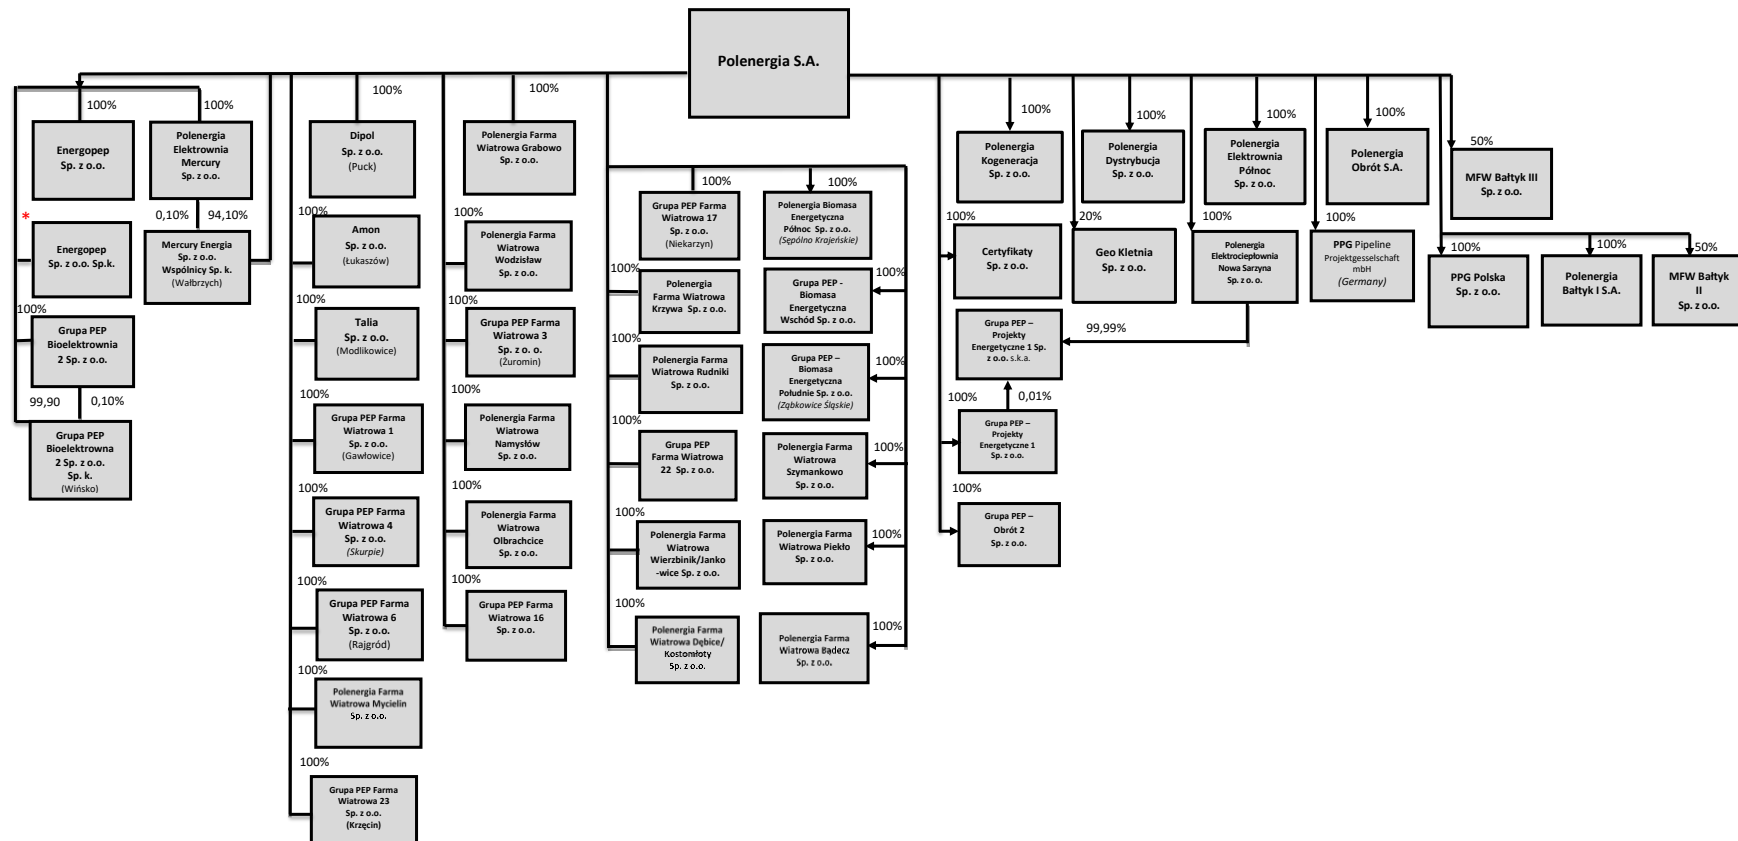 Polenergia S.A.
100%
Energopep
Sp. z o.o.
*
Energopep
Sp. z o.o. Sp.k.
100%
Grupa PEP
Bioelektrownia
2 Sp. z o.o.
99,90
0,10%
Grupa PEP
Bioelektrowna
2 Sp. z o.o.
Sp. k.
(Wińsko)
100%
Polenergia
Elektrownia
Mercury
Sp. z o.o.
0,10%
94,10%
Mercury Energia
Sp. z o.o.
Wspólnicy Sp. k.
(Wałbrzych)
100%
Dipol
Sp. z o.o.
(Puck)
100%
Amon
Sp. z o.o.
(Łukaszów)
100%
Talia
Sp. z o.o.
(Modlikowice)
100%
Grupa PEP Farma
Wiatrowa 1
Sp. z o.o.
(Gawłowice)
100%
Grupa PEP Farma
Wiatrowa 4
Sp. z o.o.
(Skurpie)
100%
Grupa PEP Farma
Wiatrowa 6
Sp. z o.o.
(Rajgród)
100%
Polenergia Farma
Wiatrowa Mycielin
Sp. z o.o.
100%
Grupa PEP Farma
Wiatrowa 23
Sp. z o.o.
(Krzęcin)
100%
Polenergia Farma
Wiatrowa Grabowo
Sp. z o.o.
100%
Polenergia Farma
Wiatrowa
Wodzisław
Sp. z o.o.
100%
Grupa PEP Farma
Wiatrowa 3
Sp. z o. o.
(Żuromin)
100%
Polenergia Farma
Wiatrowa
Namysłów
Sp. z o.o.
100%
Polenergia Farma
Wiatrowa
Olbrachcice
Sp. z o.o.
100%
Grupa PEP Farma
Wiatrowa 16
Sp. z o.o.
100%
Grupa PEP Farma
Wiatrowa 17
Sp. z o.o.
(Niekarzyn)
100%
Polenergia
Farma Wiatrowa
Krzywa Sp. z o.o.
100%
Polenergia Farma
Wiatrowa Rudniki
Sp. z o.o.
100%
Grupa PEP
Farma Wiatrowa
22 Sp. z o.o.
100%
Polenergia Farma
Wiatrowa
Wierzbinik/Janko
-wice Sp. z o.o.
100%
Polenergia Farma
Wiatrowa Dębice/
Kostomłoty
Sp. z o.o.
100%
Polenergia Biomasa
Energetyczna
Północ Sp. z o.o.
(Sępólno Krajeńskie)
100%
Grupa PEP -
Biomasa
Energetyczna
Wschód Sp. z o.o.
100%
Grupa PEP –
Biomasa
Energetyczna
Południe Sp. z o.o.
(Ząbkowice Śląskie)
100%
Polenergia Farma
Wiatrowa
Szymankowo
Sp. z o.o.
100%
Polenergia Farma
Wiatrowa Piekło
Sp. z o.o.
100%
Polenergia Farma
Wiatrowa Bądecz
Sp. z o.o.
100%
Polenergia
Kogeneracja
Sp. z o.o.
100%
Certyfikaty
Sp. z o.o.
Grupa PEP –
Projekty
Energetyczne 1 Sp.
z o.o. s.k.a.
99,99%
100%
0,01%
Grupa PEP –
Projekty
Energetyczne 1
Sp. z o.o.
100%
Grupa PEP –
Obrót 2
Sp. z o.o.
100%
Polenergia
Dystrybucja
Sp. z o.o.
20%
Geo Kletnia
Sp. z o.o.
100%
Polenergia
Elektrownia
Północ
Sp. z o.o.
100%
Polenergia
Elektrociepłownia
Nowa Sarzyna
Sp. z o.o.
100%
Polenergia
Obrót S.A.
100%
PPG Pipeline
Projektgesselschaft
mbH
(Germany)
50%
MFW Bałtyk III
Sp. z o.o.
100%
PPG Polska
Sp. z o.o.
100%
Polenergia
Bałtyk I S.A.
50%
MFW Bałtyk
II
Sp. z o.o.